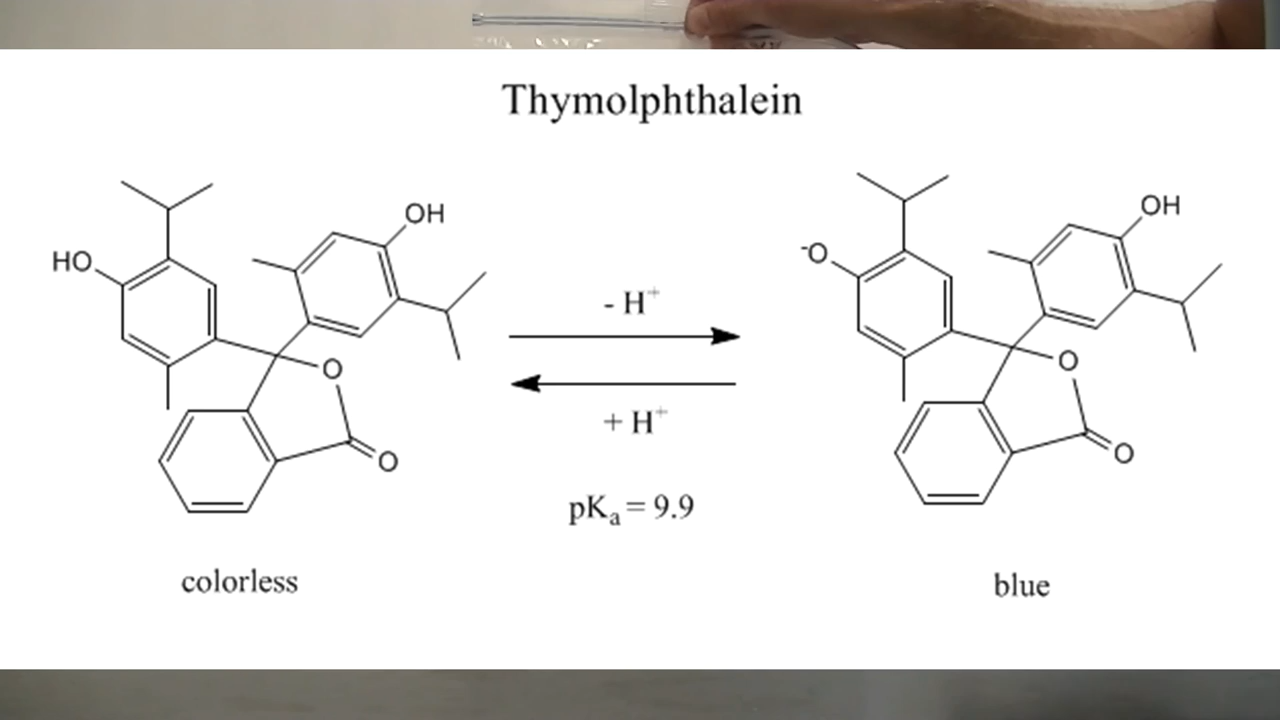 Thymolphthalein
HO
OH
O
O
- H⁺
+ H⁺
pKₐ = 9.9
⁻O
OH
O
O
colorless
blue